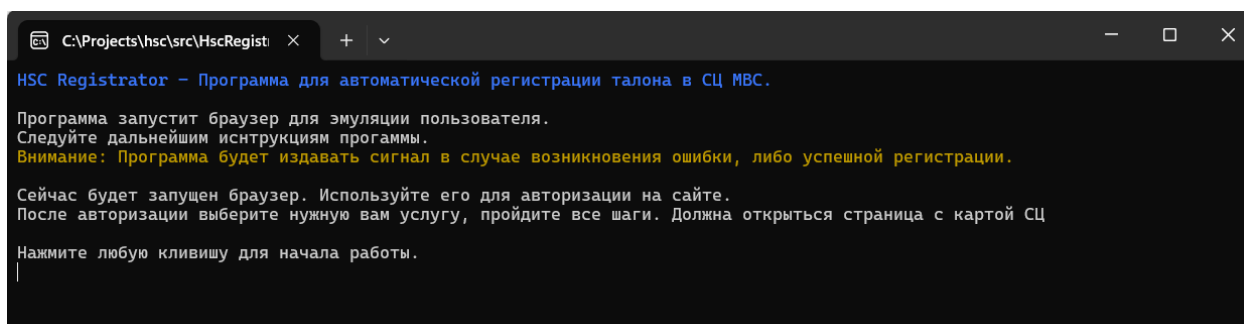 C:\Projects\hsc\src\HscRegisti
HSC Registrator – Программа для автоматической регистрации талона в СЦ МВС.
Программа запустит браузер для эмуляции пользователя.
Следуйте дальнейшим иснтрукциям прогаммы.
Внимание: Программа будет издавать сигнал в случае возникновения ошибки, либо успешной регистрации.
Сейчас будет запущен браузер. Используйте его для авторизации на сайте.
После авторизации выберите нужную вам услугу, пройдите все шаги. Должна открыться страница с картой СЦ
Нажмите любую кливишу для начала работы.